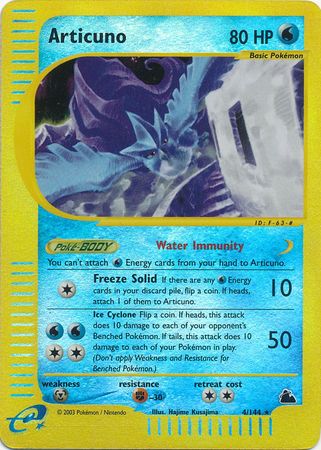 Articuno 80 HP
Basic Pokémon
ID: F-63-#
Poké-BODY Water Immunity
You can't attach Energy cards from your hand to Articuno.
Freeze Solid If there are any Energy
cards in your discard pile, flip a coin. If heads,
attach 1 of them to Articuno.
10
Ice Cyclone Flip a coin. If heads, this attack
does 10 damage to each of your opponent's
Benched Pokémon. If tails, this attack does
10 damage to each of your Pokémon.
(Don't apply Weakness and Resistance for
Benched Pokémon.)
50
weakness resistance retreat cost
-30
e
© 2003 Pokémon / Nintendo Illus. Hajime Kusajima 4/144 ★